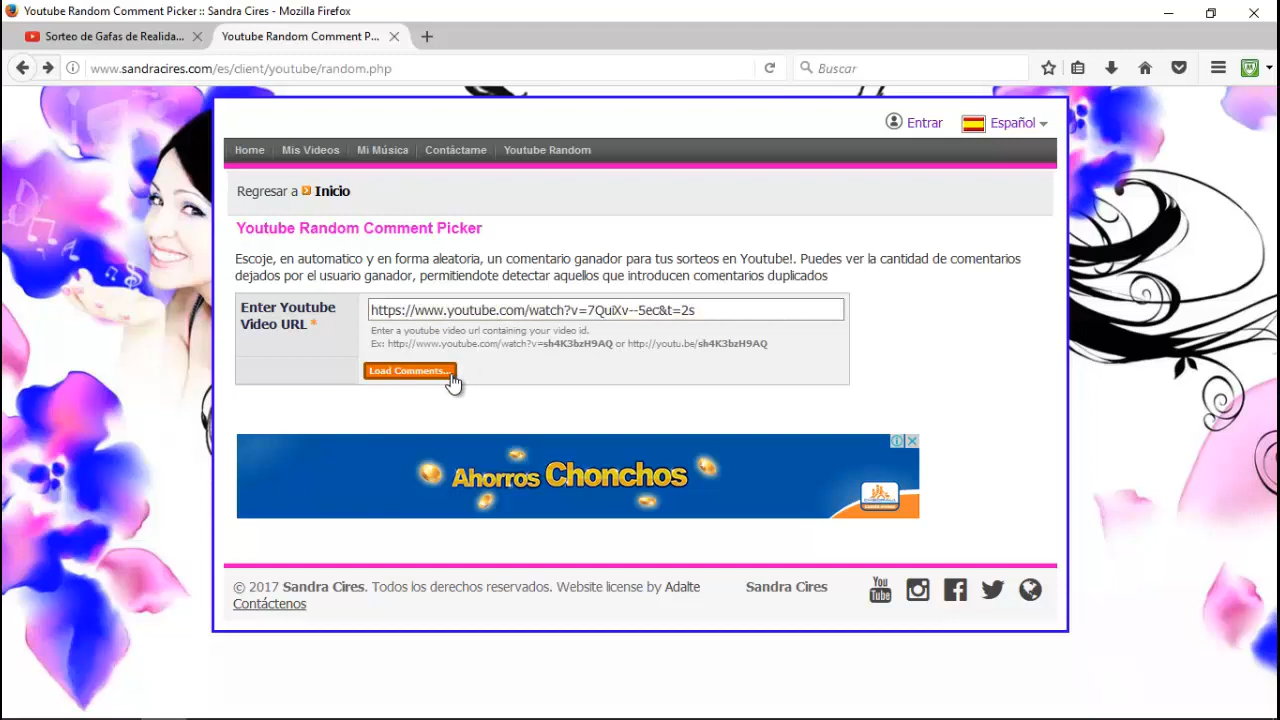 Youtube Random Comment Picker :: Sandra Cires - Mozilla Firefox
Sorteo de Gafas de Realida...
Youtube Random Comment P...
www.sandracires.com/es/client/youtube/random.php
Buscar
Entrar
Español
Home
Mis Videos
Mi Música
Contáctame
Youtube Random
Regresar a Inicio
Youtube Random Comment Picker
Escoje, en automatico y en forma aleatoria, un comentario ganador para tus sorteos en Youtube!. Puedes ver la cantidad de comentarios
dejados por el usuario ganador, permitiendote detectar aquellos que introducen comentarios duplicados
Enter Youtube
Video URL *
https://www.youtube.com/watch?v=7QuiXv--5ec&t=2s
Enter a youtube video url containing your video id.
Ex: http://www.youtube.com/watch?v=sh4K3bzH9AQ or http://youtu.be/sh4K3bzH9AQ
Load Comments...
Ahorros Chonchos
© 2017 Sandra Cires. Todos los derechos reservados. Website license by Adalte
Contáctenos
Sandra Cires
You
Tube